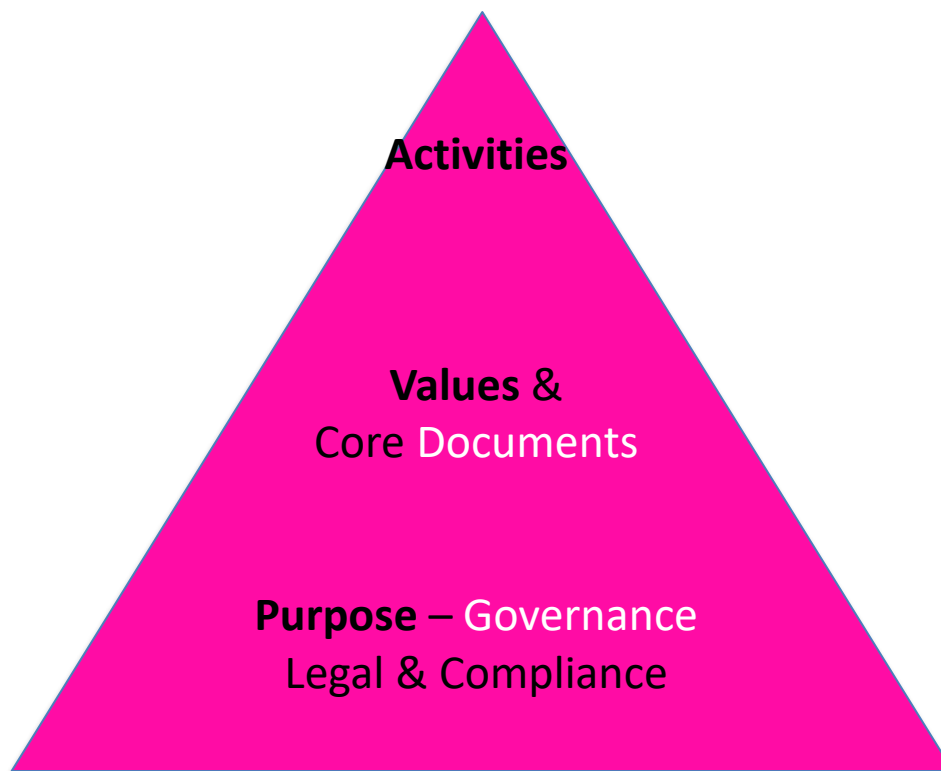 Activities
Values &
Core Documents
Purpose – Governance
Legal & Compliance